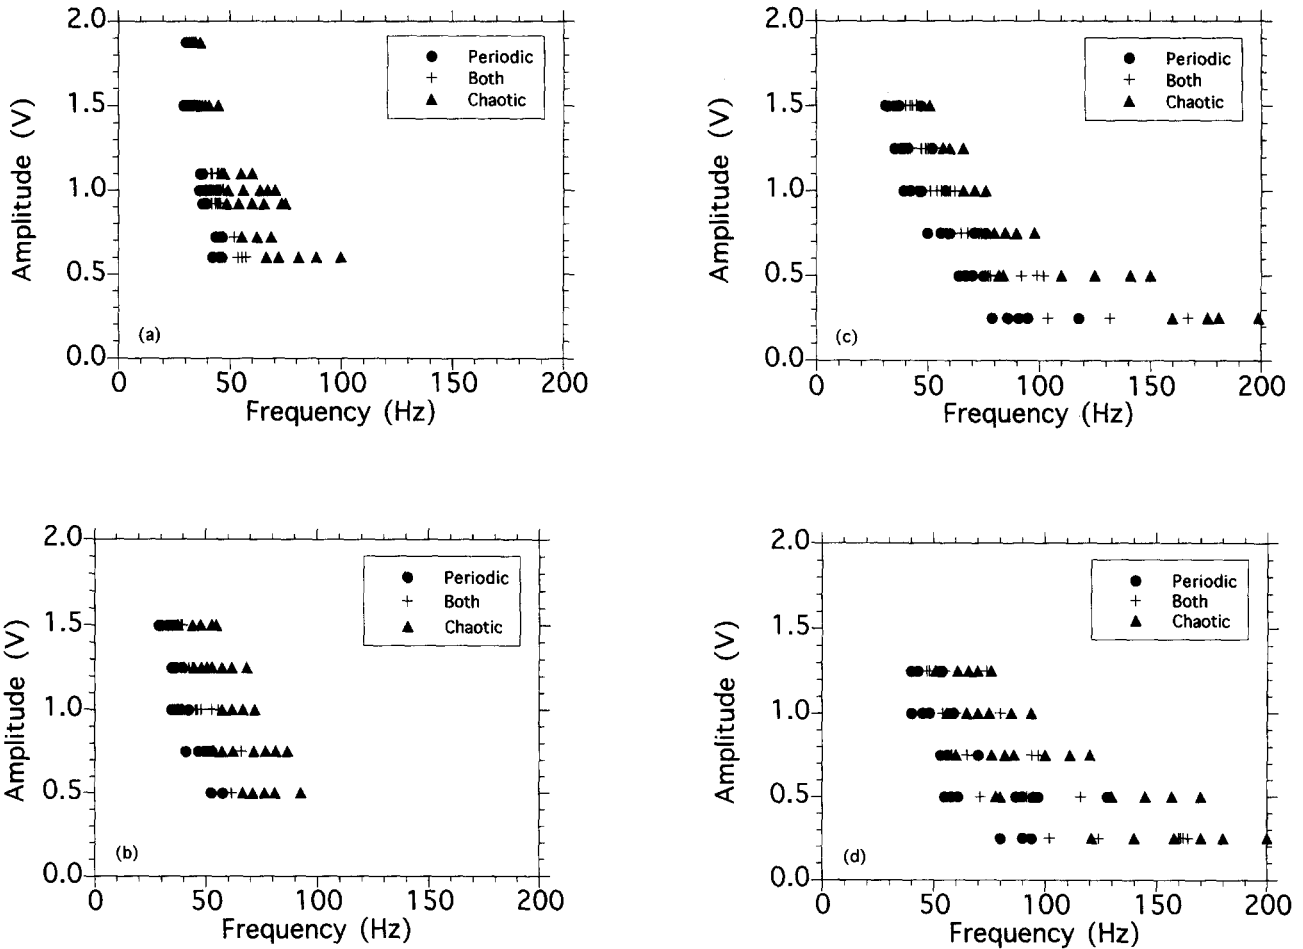 2.0
1.5
1.0
0.5
0.0
Amplitude (V)
Periodic
Both
Chaotic
(a)
0 50 100 150 200
Frequency (Hz)
2.0
1.5
1.0
0.5
0.0
Amplitude (V)
Periodic
Both
Chaotic
(c)
0 50 100 150 200
Frequency (Hz)
2.0
1.5
1.0
0.5
0.0
Amplitude (V)
Periodic
Both
Chaotic
(b)
0 50 100 150 200
Frequency (Hz)
2.0
1.5
1.0
0.5
0.0
Amplitude (V)
Periodic
Both
Chaotic
(d)
0 50 100 150 200
Frequency (Hz)